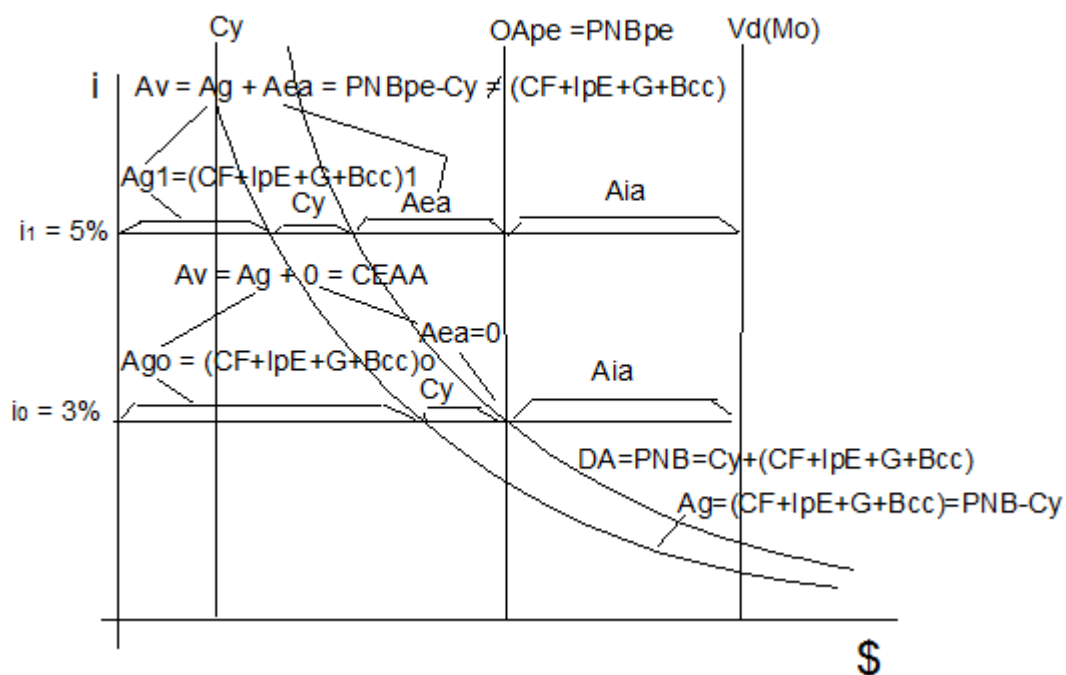 Cy
OApe =PNBpe
Vd(Mo)
i
Av = Ag + Aea = PNBpe-Cy ≠ (CF+IpE+G+Bcc)
Ag1=(CF+IpE+G+Bcc)1
Cy
Aea
Aia
i1 = 5%
Av = Ag + 0 = CEAA
Aea=0
Ago = (CF+IpE+G+Bcc)o
Cy
Aia
i0 = 3%
DA=PNB=Cy+(CF+IpE+G+Bcc)
Ag=(CF+IpE+G+Bcc)=PNB-Cy
$